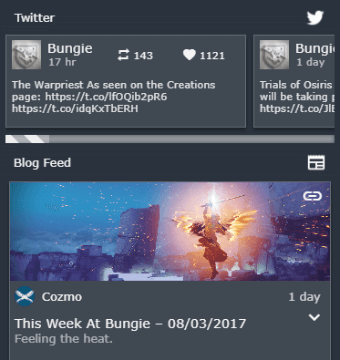 Twitter
Bungie
17 hr
143
1121
The Warpriest As seen on the Creations
page: https://t.co/lfOQib2pR6
https://t.co/idqKxTbERH
Bungi
1 day
Trials of Osiris
will be taking
https://t.co/
Blog Feed
Cozmo
1 day
This Week At Bungie – 08/03/2017
Feeling the heat.